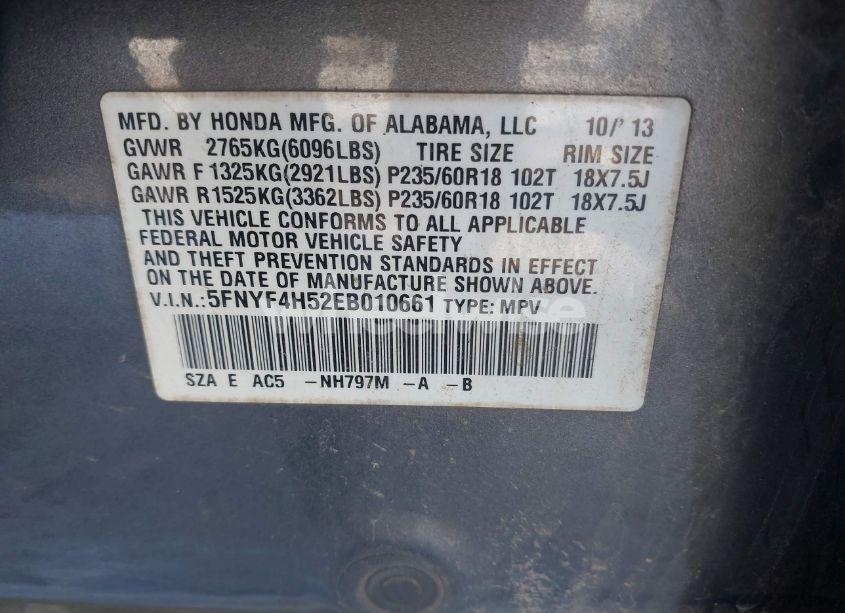 MFD. BY HONDA MFG. OF ALABAMA, LLC 10/' 13
GVWR 2765KG(6096LBS) TIRE SIZE RIM SIZE
GAWR F 1325KG(2921LBS) P235/60R18 102T 18X7.5J
GAWR R1525KG(3362LBS) P235/60R18 102T 18X7.5J
THIS VEHICLE CONFORMS TO ALL APPLICABLE
FEDERAL MOTOR VEHICLE SAFETY
AND THEFT PREVENTION STANDARDS IN EFFECT
ON THE DATE OF MANUFACTURE SHOWN ABOVE.
V.I.N.:5FNYF4H52EB010661 TYPE: MPV
SZA E AC5 -NH797M -A -B